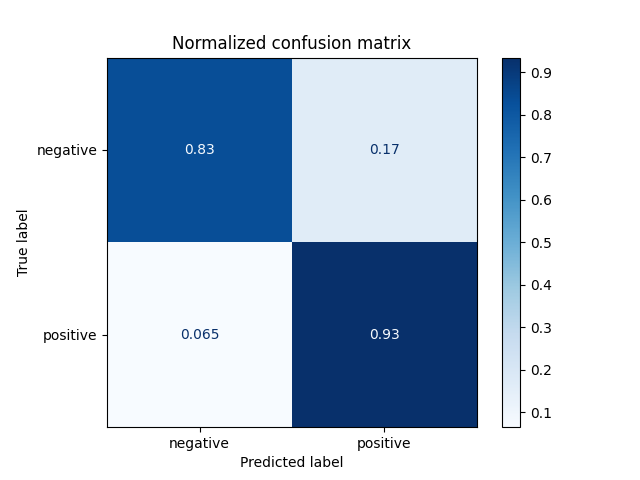 Normalized confusion matrix
negative
0.83
0.17
positive
0.065
0.93
negative
positive
Predicted label
True label
0.9
0.8
0.7
0.6
0.5
0.4
0.3
0.2
0.1